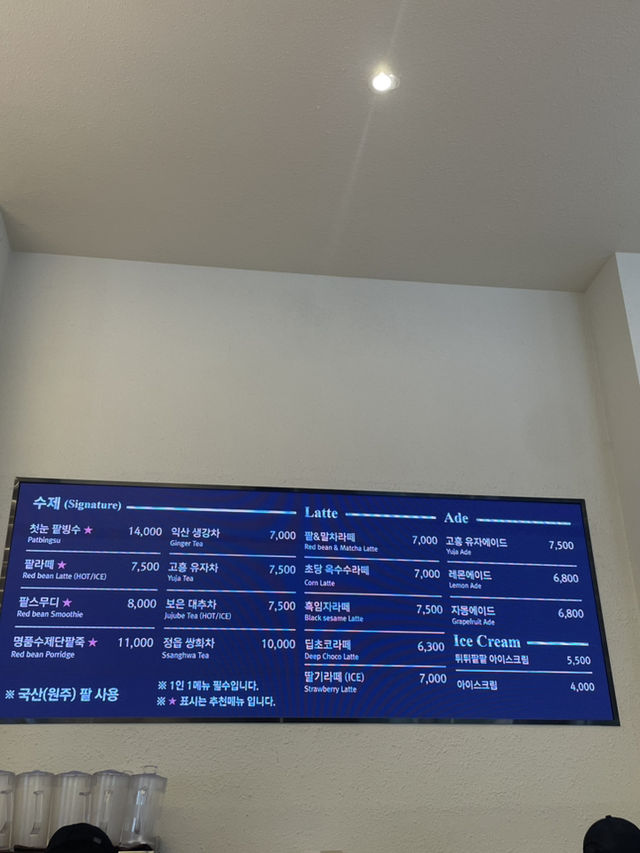 수제 (Signature)
첫눈 팥빙수 ★ 14,000
Patbingsu
팥라떼 ★ 7,500
Red bean Latte (HOT/ICE)
팥스무디 ★ 8,000
Red bean Smoothie
명품수제단팥죽 ★ 11,000
Red bean Porridge
익산 생강차 7,000
Ginger Tea
고흥 유자차 7,500
Yuja Tea
보은 대추차 7,500
Jujube Tea (HOT/ICE)
정읍 쌍화차 10,000
Ssanghwa Tea
※ 국산(원주) 팥 사용
※ 1인 1메뉴 필수입니다.
※ ★ 표시는 추천메뉴 입니다.
Latte
팥&말차라떼 7,000
Red bean & Matcha Latte
초당 옥수수라떼 7,000
Corn Latte
흑임자라떼 7,500
Black sesame Latte
딥초코라떼 6,300
Deep Choco Latte
딸기라떼 (ICE) 7,000
Strawberry Latte
Ade
고흥 유자에이드 7,500
Yuja Ade
레몬에이드 6,800
Lemon Ade
자몽에이드 6,800
Grapefruit Ade
Ice Cream
튀튀팥팥 아이스크림 5,500
아이스크림 4,000